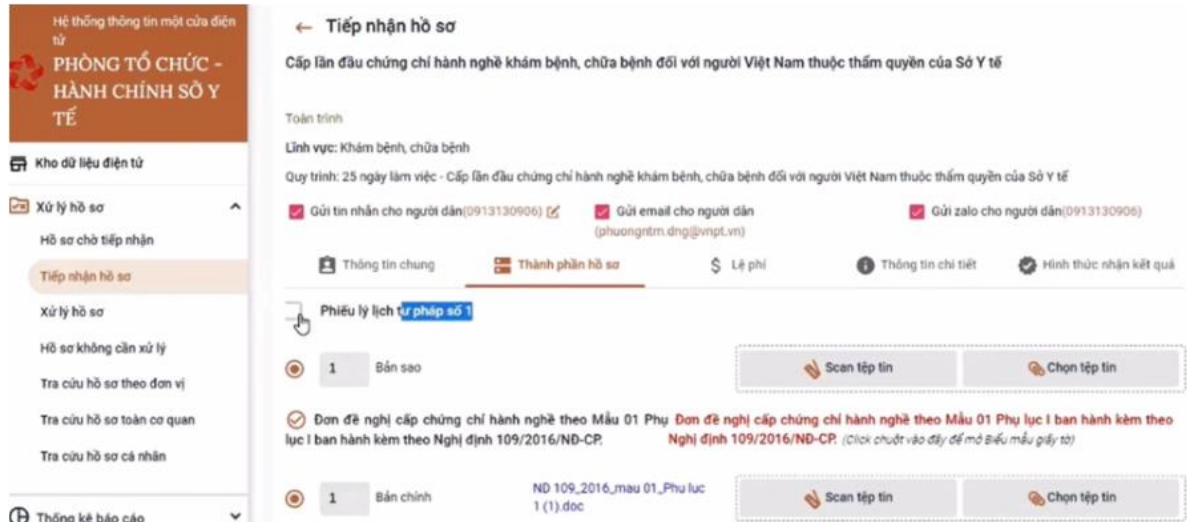 Hệ thống thông tin một cửa điện
tử
PHÒNG TỔ CHỨC -
HÀNH CHÍNH SỞ Y
TẾ
Kho dữ liệu điện tử
Xử lý hồ sơ
Hồ sơ chờ tiếp nhận
Tiếp nhận hồ sơ
Xử lý hồ sơ
Hồ sơ không cần xử lý
Tra cứu hồ sơ theo đơn vị
Tra cứu hồ sơ toàn cơ quan
Tra cứu hồ sơ cá nhân
Thống kê báo cáo
← Tiếp nhận hồ sơ
Cấp lần đầu chứng chỉ hành nghề khám bệnh, chữa bệnh đối với người Việt Nam thuộc thẩm quyền của Sở Y tế
Toàn trình
Lĩnh vực: Khám bệnh, chữa bệnh
Quy trình: 25 ngày làm việc - Cấp lần đầu chứng chỉ hành nghề khám bệnh, chữa bệnh đối với người Việt Nam thuộc thẩm quyền của Sở Y tế
Gửi tin nhắn cho người dân(0913130906)
Gửi email cho người dân
(phuongntm.dng@vnpt.vn)
Gửi zalo cho người dân(0913130906)
Thông tin chung
Thành phần hồ sơ
$ Lệ phí
Thông tin chi tiết
Hình thức nhận kết quả
Phiếu lý lịch tư pháp số 1
1 Bản sao
Scan tệp tin
Chọn tệp tin
Đơn đề nghị cấp chứng chỉ hành nghề theo Mẫu 01 Phụ
lục I ban hành kèm theo Nghị định 109/2016/NĐ-CP.
Đơn đề nghị cấp chứng chỉ hành nghề theo Mẫu 01 Phụ lục I ban hành kèm theo
Nghị định 109/2016/NĐ-CP. (Click chuột vào đây để mở Biểu mẫu giấy tờ)
1 Bản chính
ND 109_2016_mau 01_Phu luc
1 (1).doc
Scan tệp tin
Chọn tệp tin